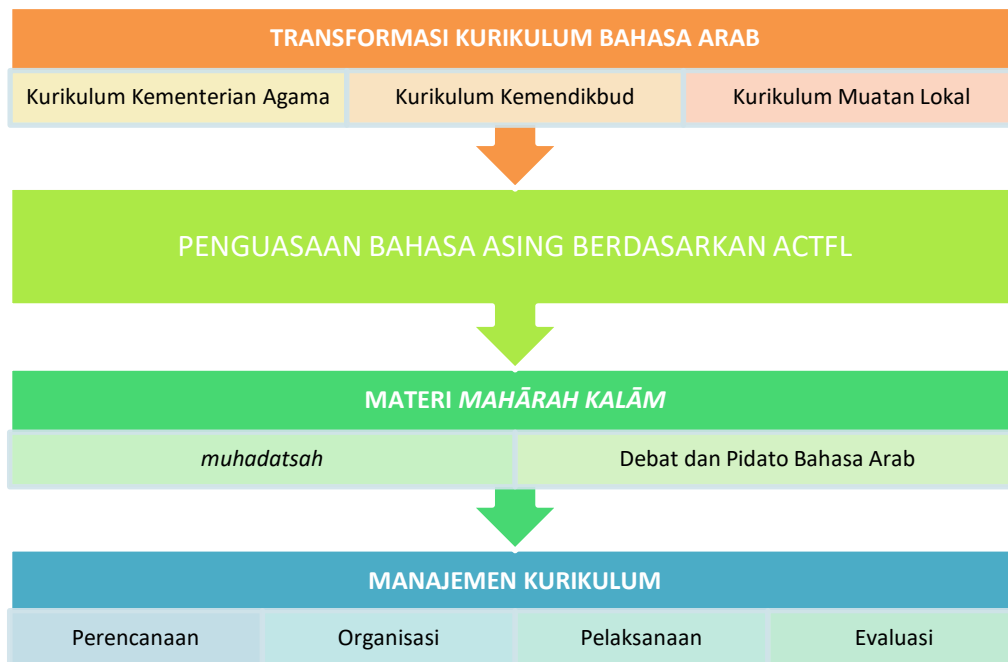 TRANSFORMASI KURIKULUM BAHASA ARAB
Kurikulum Kementerian Agama
Kurikulum Kemendikbud
Kurikulum Muatan Lokal
PENGUASAAN BAHASA ASING BERDASARKAN ACTFL
MATERI MAHĀRAH KALĀM
muhadatsah
Debat dan Pidato Bahasa Arab
MANAJEMEN KURIKULUM
Perencanaan
Organisasi
Pelaksanaan
Evaluasi